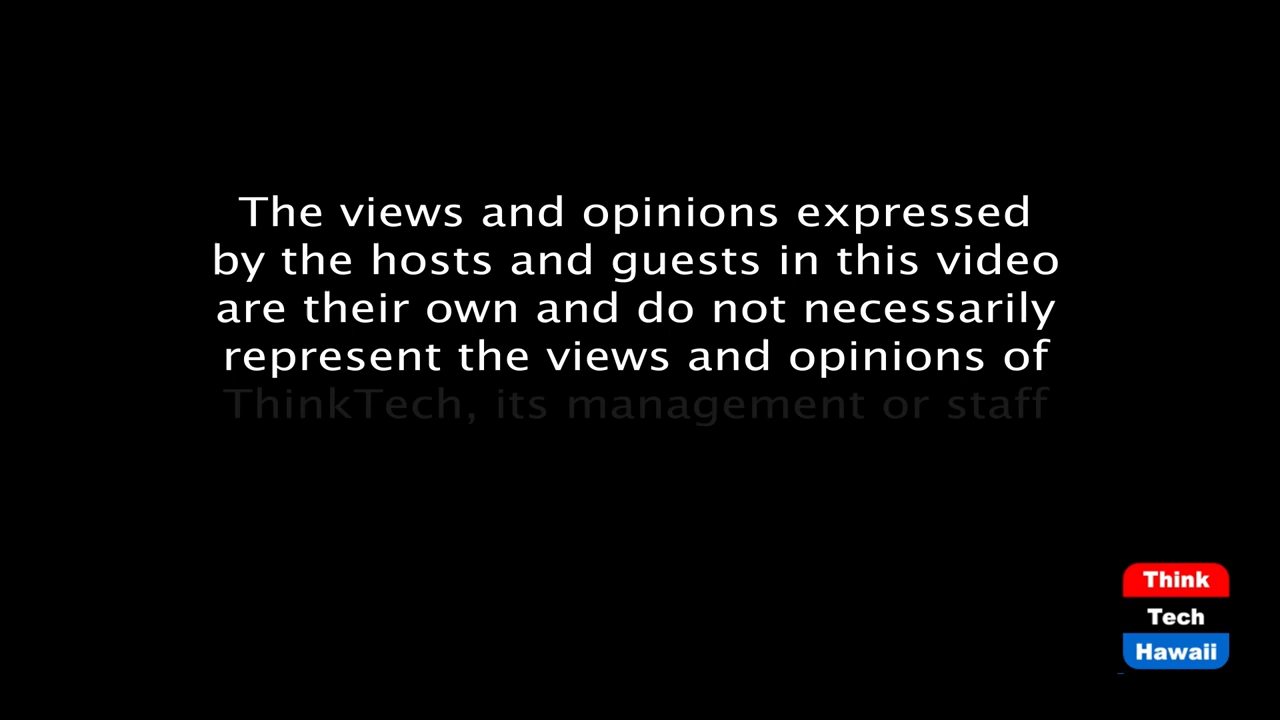 The views and opinions expressed
by the hosts and guests in this video
are their own and do not necessarily
represent the views and opinions of
ThinkTech, its management or staff
Think
Tech
Hawaii